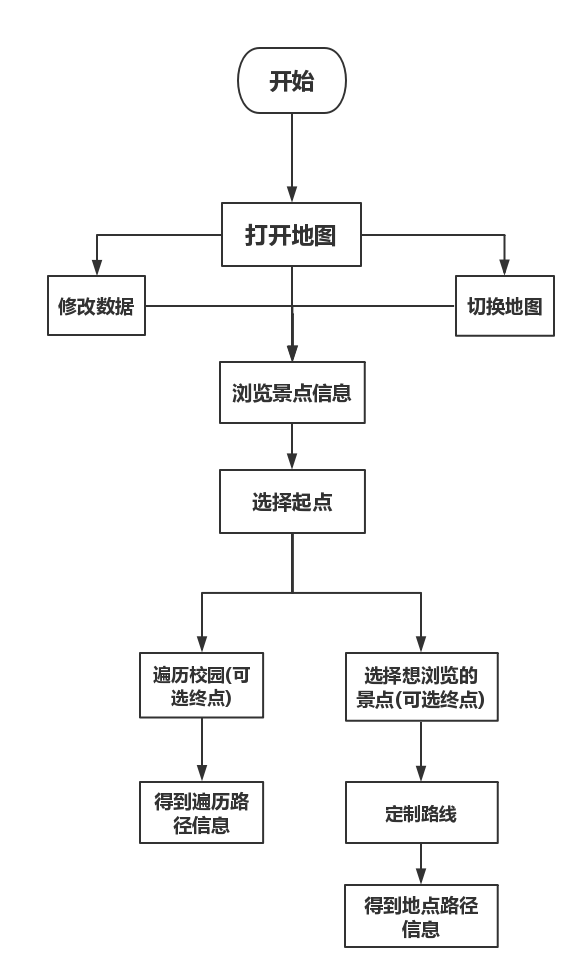 开始
打开地图
修改数据
切换地图
浏览景点信息
选择起点
遍历校园(可
选终点)
选择想浏览的
景点(可选终点)
得到遍历路
径信息
定制路线
得到地点路径
信息